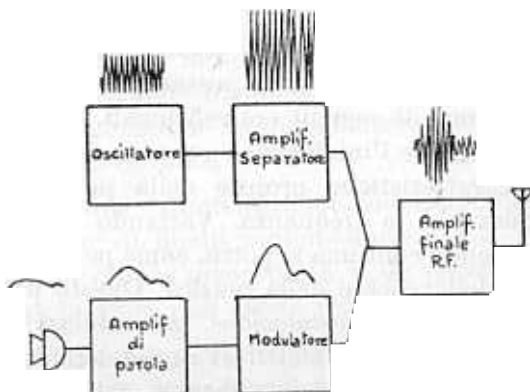 Oscillatore
Amplif.
Separatore
Amplif.
finale
R.F.
Amplif.
di
parola
Modulatore